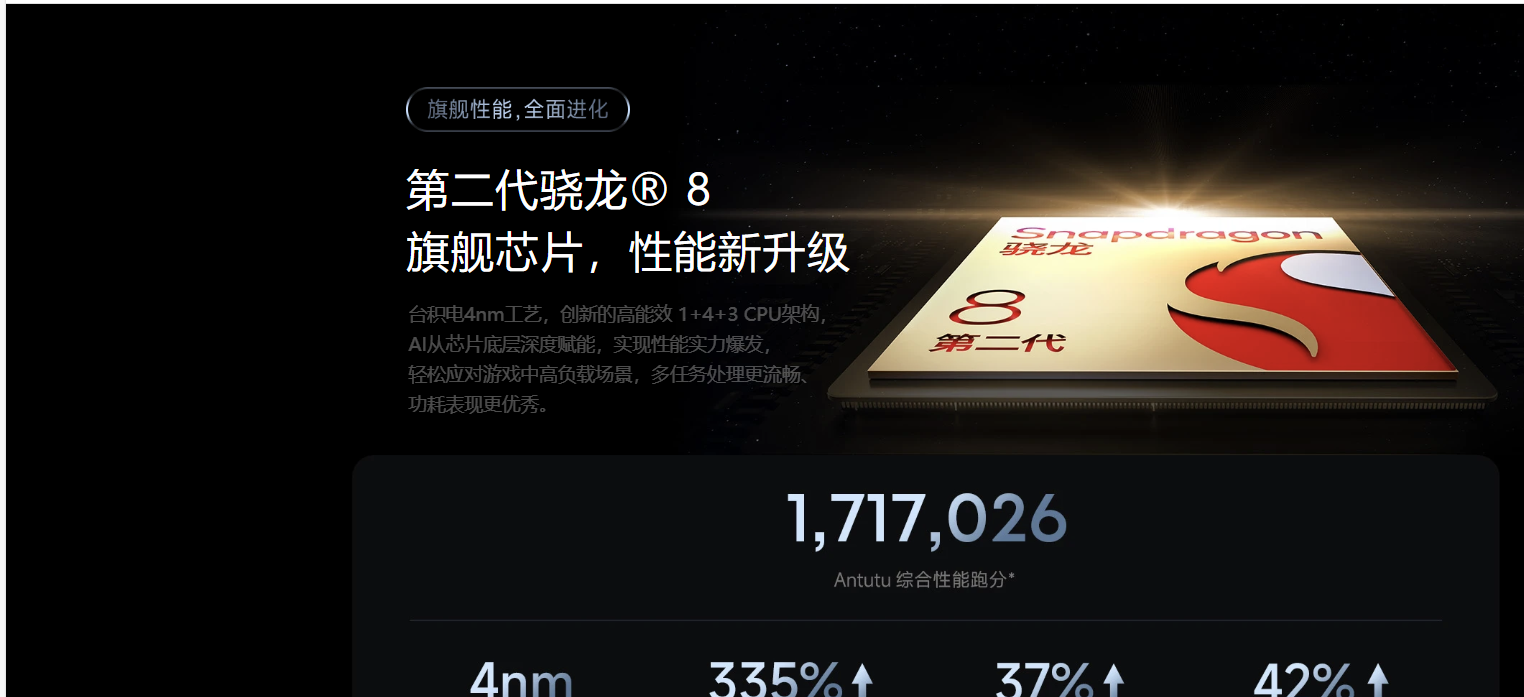 旗舰性能,全面进化
第二代骁龙® 8
旗舰芯片，性能新升级
台积电4nm工艺，创新的高能效 1+4+3 CPU架构，
AI从芯片底层深度赋能，实现性能实力爆发，
轻松应对游戏中高负载场景，多任务处理更流畅、
功耗表现更优秀。
Snapdragon
骁龙
8
第二代
1,717,026
Antutu 综合性能跑分*
4nm
335%
37%
42%